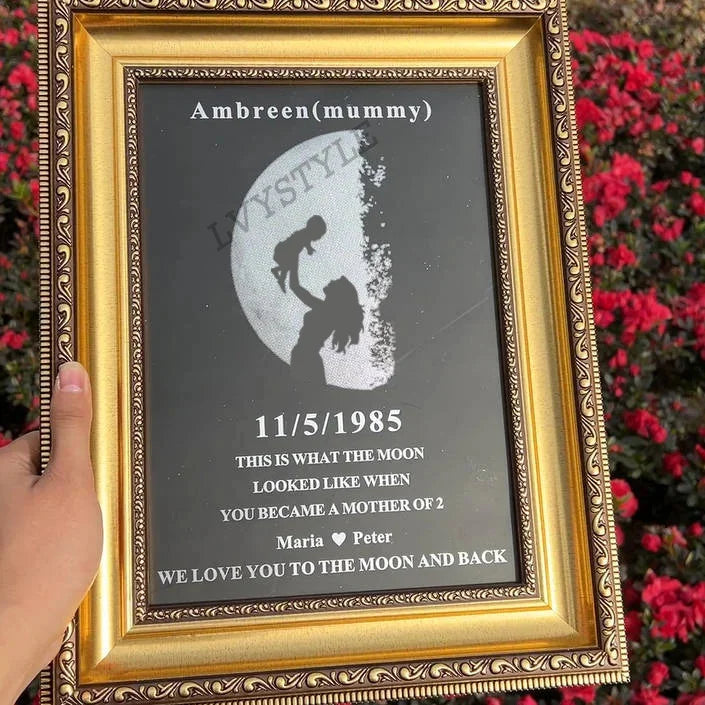 Ambreen(mummy)
LVYSTYLE
11/5/1985
THIS IS WHAT THE MOON
LOOKED LIKE WHEN
YOU BECAME A MOTHER OF 2
Maria ♥ Peter
WE LOVE YOU TO THE MOON AND BACK